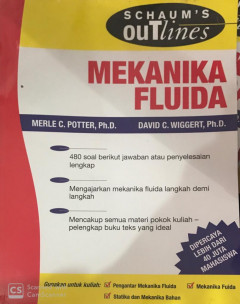 SCHAUM'S
OUTlines
MEKANIKA
FLUIDA
MERLE C. POTTER, Ph.D. DAVID C. WIGGERT, Ph.D.
480 soal berikut jawaban atau penyelesaian
lengkap
Mengajarkan mekanika fluida langkah demi
langkah
Mencakup semua materi pokok kuliah –
pelengkap buku teks yang ideal
DIPERCAYA
LEBIH DARI
40 JUTA
MAHASISWA
Gunakan untuk kuliah: Pengantar Mekanika Fluida Mekanika Fluida
Statika dan Mekanika Bahan
CS